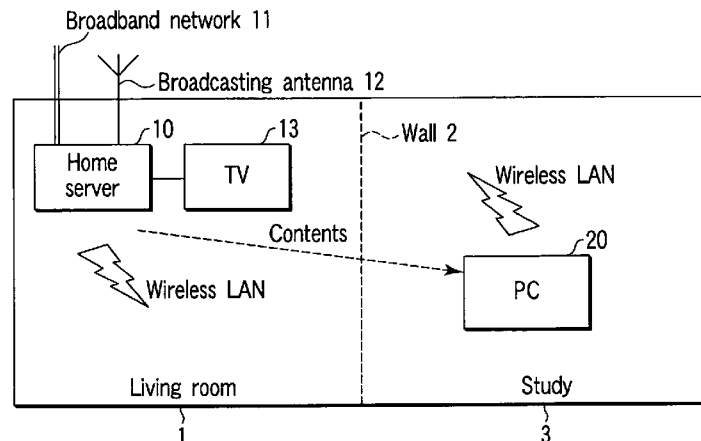 Broadband network 11
Broadcasting antenna 12
10
13
Wall 2
Home
server
TV
Wireless LAN
Contents
20
Wireless LAN
PC
Living room
Study
1
3